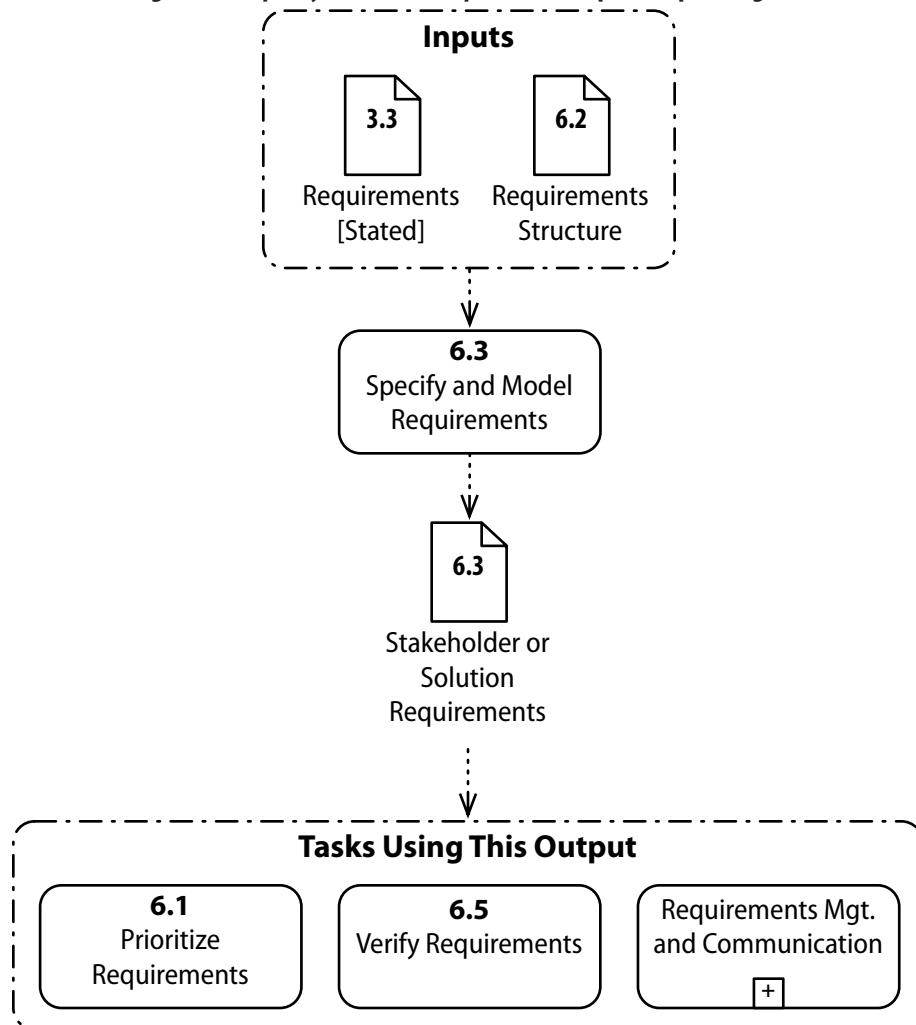 Inputs
3.3
6.2
Requirements
[Stated]
Requirements
Structure
6.3
Specify and Model
Requirements
6.3
Stakeholder or
Solution
Requirements
Tasks Using This Output
6.1
Prioritize
Requirements
6.5
Verify Requirements
Requirements Mgt.
and Communication
+